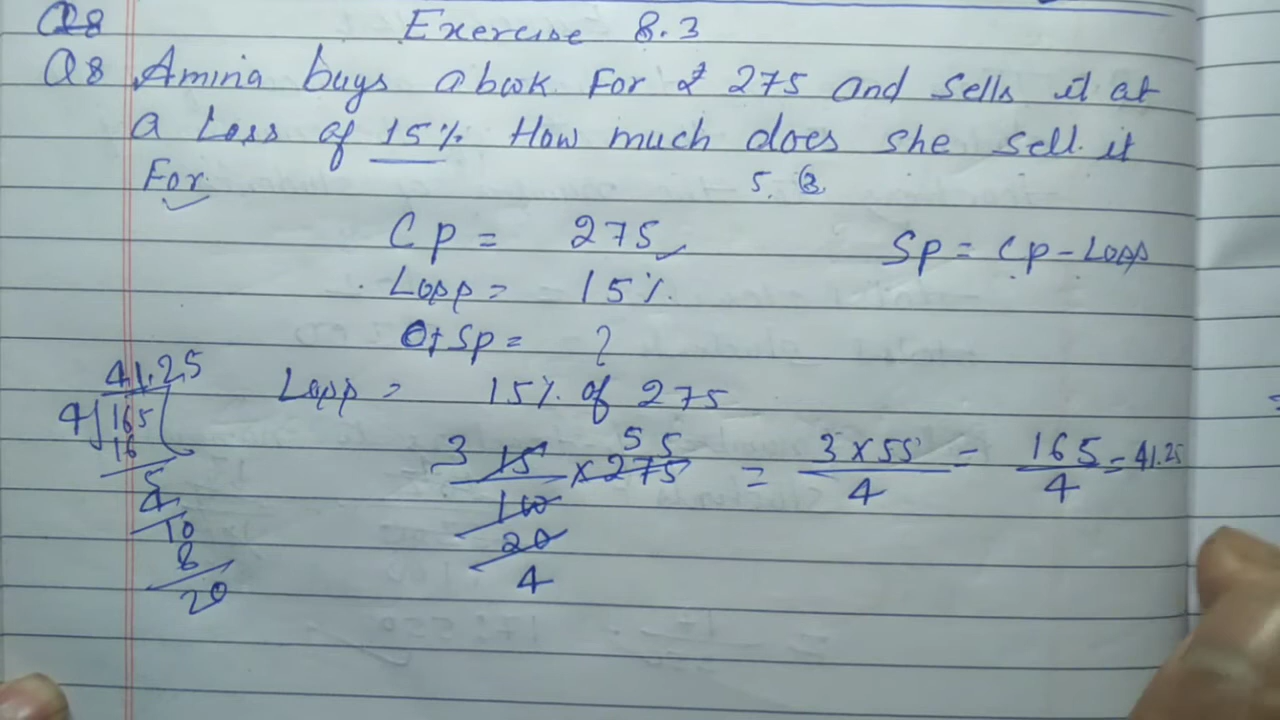 Q8 Exercise 8.3
Q8 Amina buys a book For ₹ 275 and Sells it at
a Loss of 15% How much does she sell it
For
Cp = 275
Sp = Cp - Loss
Loss = 15%
Sp = ?
Loss = 15% of 275
3 15 / 100 20 4 × 275 55 = 3 × 55 / 4 = 165 / 4 = 41.25
41.25
4 165
16
5
4
10
8
20